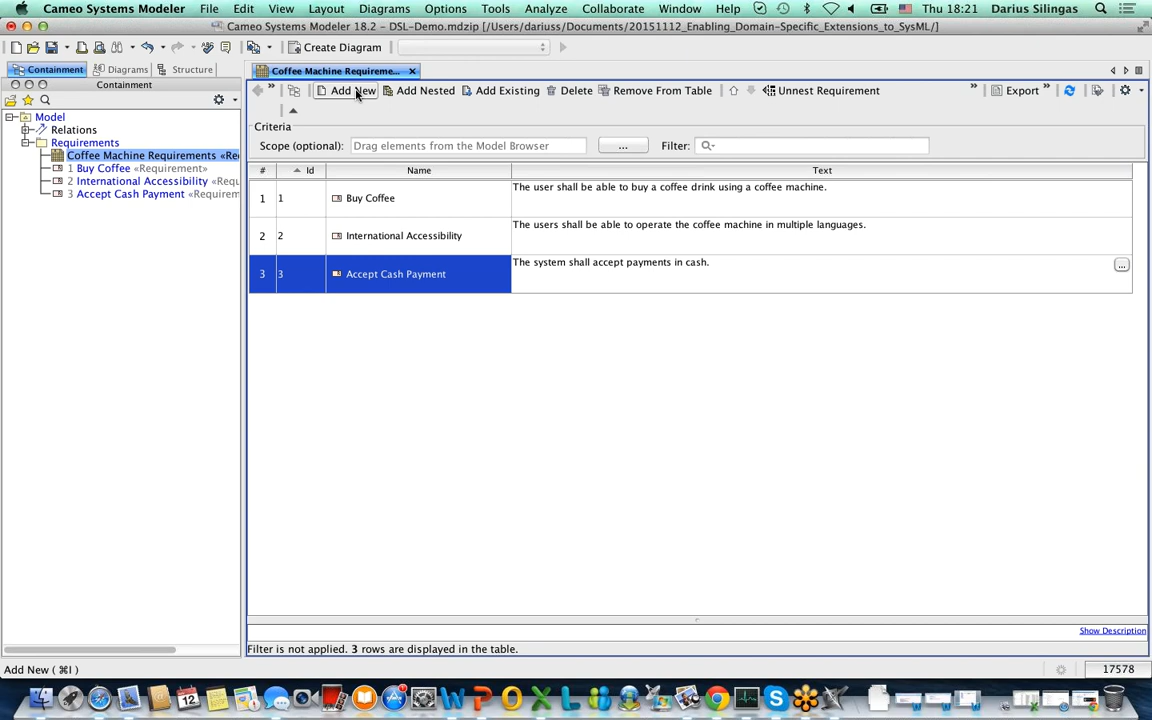 Cameo Systems Modeler File Edit View Layout Diagrams Options Tools Analyze Collaborate Window Help Thu 18:21 Darius Silingas
Cameo Systems Modeler 18.2 - DSL-Demo.mdzip [/Users/dariuss/Documents/20151112_Enabling_Domain-Specific_Extensions_to_SysML/]
Create Diagram
Containment Diagrams Structure
Coffee Machine Requireme...
Containment
Add New Add Nested Add Existing Delete Remove From Table Unnest Requirement Export
Model
Relations
Requirements
Coffee Machine Requirements «Re
1 Buy Coffee «Requirement»
2 International Accessibility «Requ
3 Accept Cash Payment «Requirem
Criteria
Scope (optional): Drag elements from the Model Browser ... Filter:
# Id Name Text
1 1 Buy Coffee The user shall be able to buy a coffee drink using a coffee machine.
2 2 International Accessibility The users shall be able to operate the coffee machine in multiple languages.
3 3 Accept Cash Payment The system shall accept payments in cash. ...
Show Description
Filter is not applied. 3 rows are displayed in the table.
Add New ( ⌘I )
17578